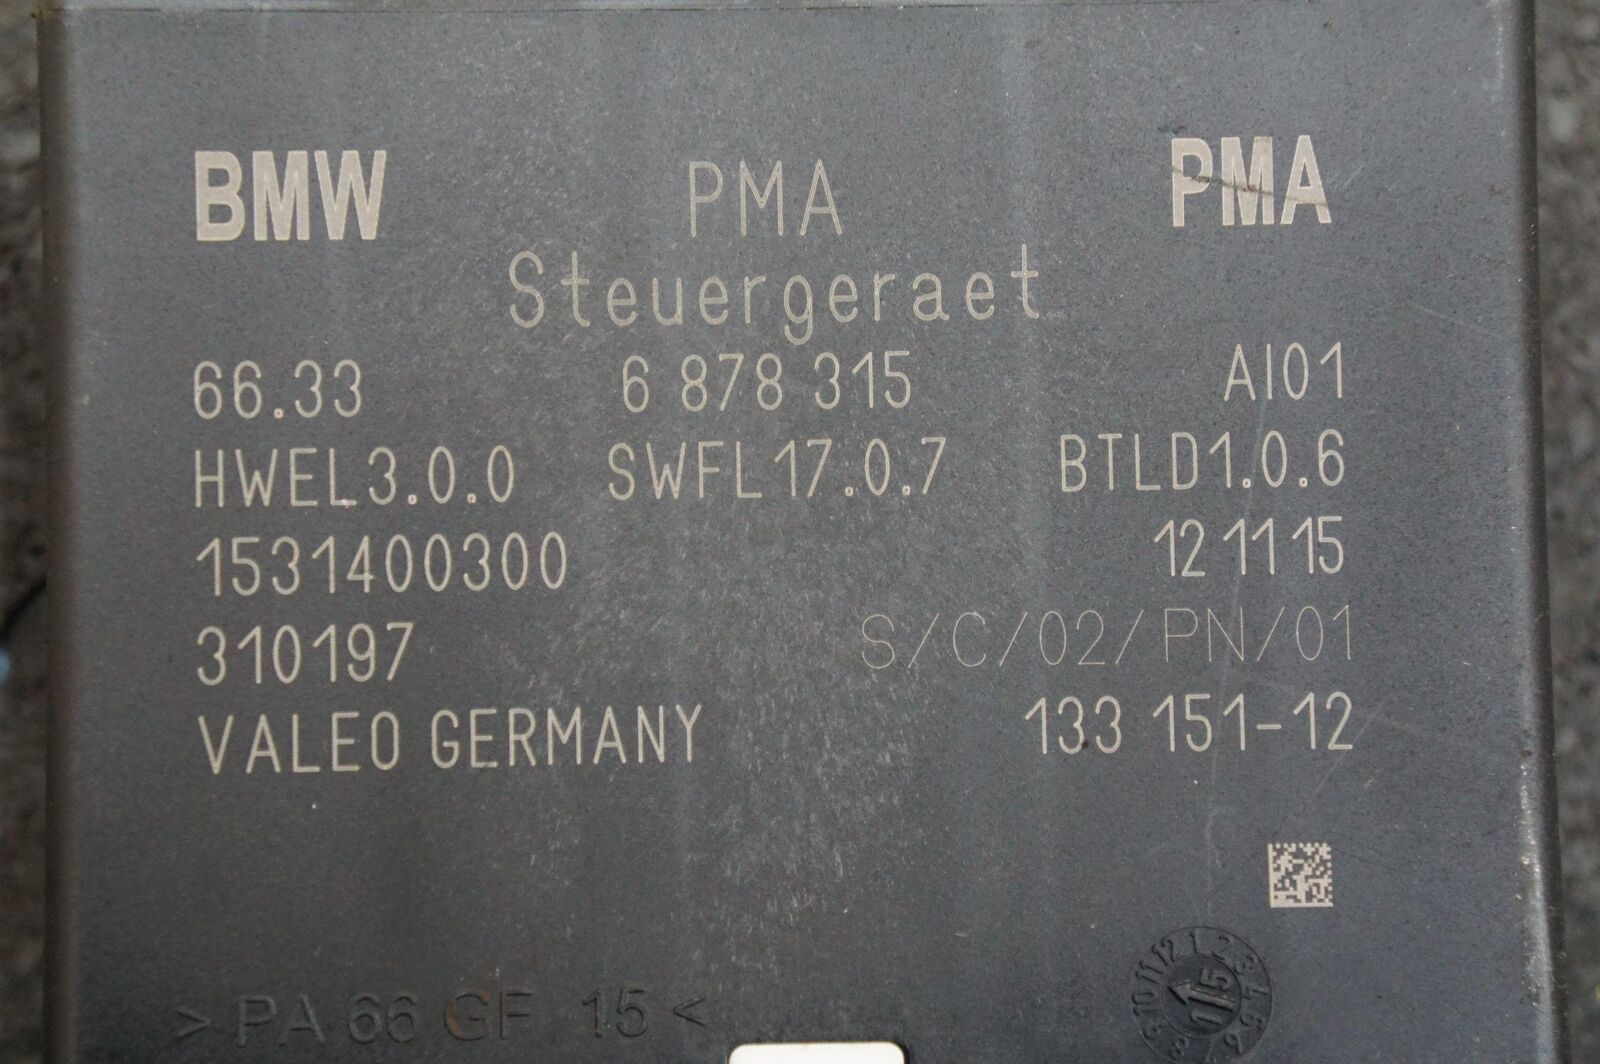 BMW PMA PMA
Steuergeraet
66.33 6 878 315 AI01
HWEL3.0.0 SWFL17.0.7 BTLD1.0.6
1531400300 12 11 15
310197 S/C/02/PN/01
VALEO GERMANY 133 151-12
>PA 66 GF 15<